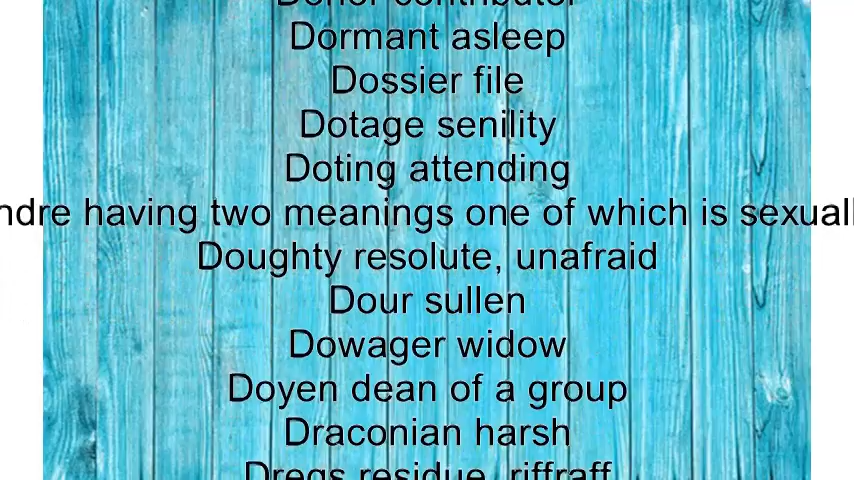 Donor contributor
Dormant asleep
Dossier file
Dotage senility
Doting attending
ndre having two meanings one of which is sexuall
Doughty resolute, unafraid
Dour sullen
Dowager widow
Doyen dean of a group
Draconian harsh
Dregs residue, riffraff